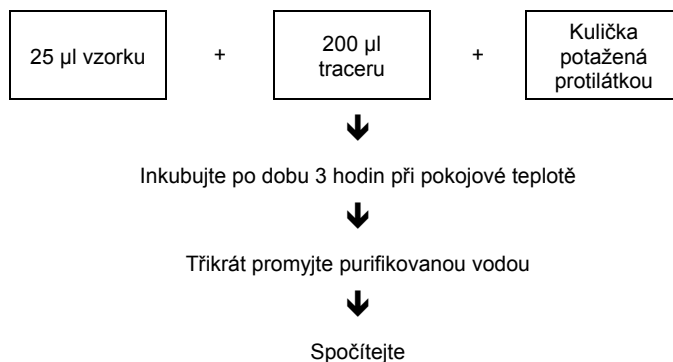 25 µl vzorku
+
200 µl
traceru
+
Kulička
potažená
protilátkou
Inkubujte po dobu 3 hodin při pokojové teplotě
Třikrát promyjte purifikovanou vodou
Spočítejte